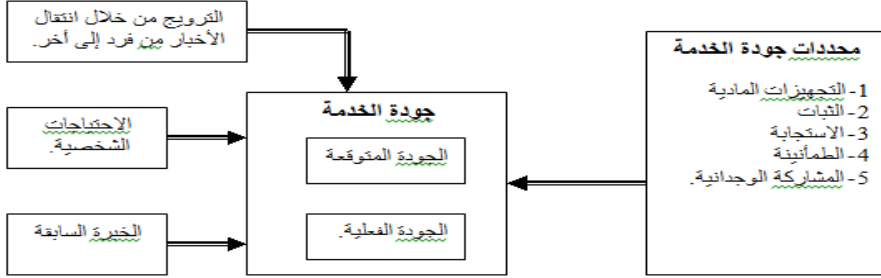 الترويج من خلال انتقال
الأخبار من فرد إلى أخر.
محددات جودة الخدمة
1- التجهيزات المادية
2- الثبات
3- الاستجابة
4- الطمأنينة
5- المشاركة الوجدانية.
جودة الخدمة
الاحتياجات
الشخصية.
الجودة المتوقعة
الخبرة السابقة
الجودة الفعلية.